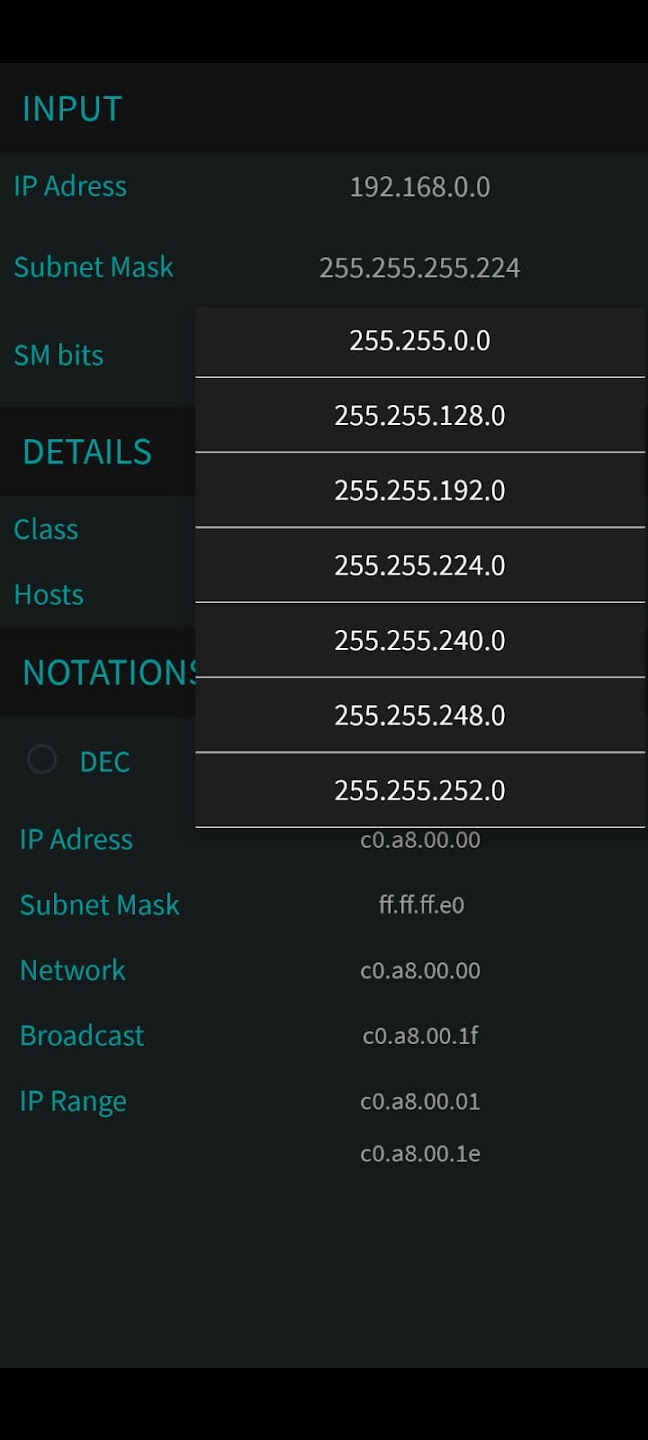 INPUT
IP Adress 192.168.0.0
Subnet Mask 255.255.255.224
SM bits
255.255.0.0
255.255.128.0
DETAILS
255.255.192.0
Class
255.255.224.0
Hosts
255.255.240.0
NOTATIONS
255.255.248.0
DEC
255.255.252.0
IP Adress c0.a8.00.00
Subnet Mask ff.ff.ff.e0
Network c0.a8.00.00
Broadcast c0.a8.00.1f
IP Range c0.a8.00.01
c0.a8.00.1e